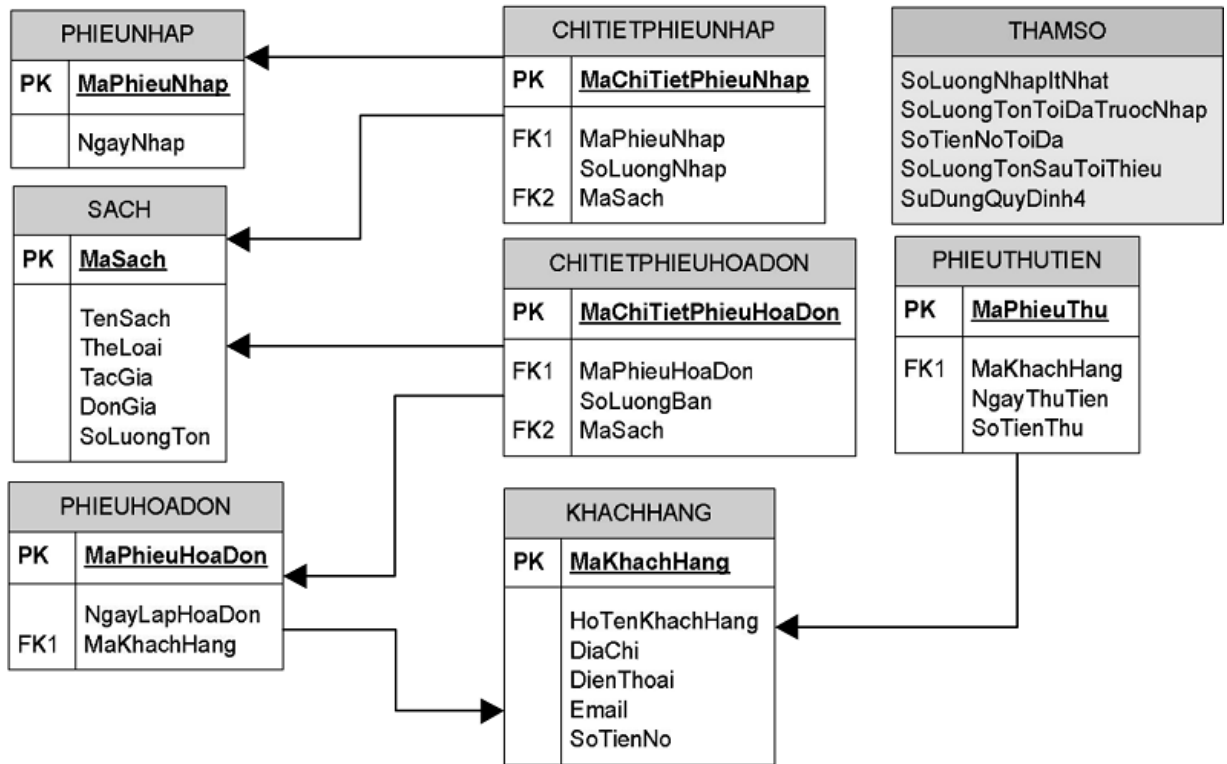 PHIEUNHAP
PK MaPhieuNhap
NgayNhap
CHITIETPHIEUNHAP
PK MaChiTietPhieuNhap
FK1 MaPhieuNhap
SoLuongNhap
FK2 MaSach
THAMSO
SoLuongNhapItNhat
SoLuongTonToiDaTruocNhap
SoTienNoToiDa
SoLuongTonSauToiThieu
SuDungQuyDinh4
SACH
PK MaSach
TenSach
TheLoai
TacGia
DonGia
SoLuongTon
CHITIETPHIEUHOADON
PK MaChiTietPhieuHoaDon
FK1 MaPhieuHoaDon
SoLuongBan
FK2 MaSach
PHIEUTHUTIEN
PK MaPhieuThu
FK1 MaKhachHang
NgayThuTien
SoTienThu
PHIEUHOADON
PK MaPhieuHoaDon
NgayLapHoaDon
FK1 MaKhachHang
KHACHHANG
PK MaKhachHang
HoTenKhachHang
DiaChi
DienThoai
Email
SoTienNo